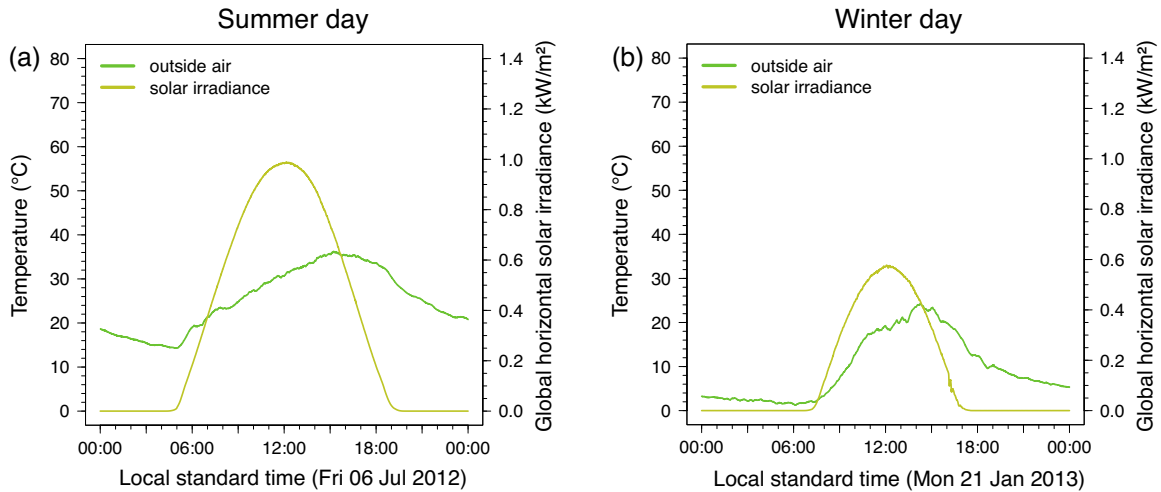 Summer day
(a)
outside air
solar irradiance
Temperature (°C)
80
70
60
50
40
30
20
10
0
Global horizontal solar irradiance (kW/m²)
1.4
1.2
1.0
0.8
0.6
0.4
0.2
0.0
00:00 06:00 12:00 18:00 00:00
Local standard time (Fri 06 Jul 2012)
Winter day
(b)
outside air
solar irradiance
Temperature (°C)
80
70
60
50
40
30
20
10
0
Global horizontal solar irradiance (kW/m²)
1.4
1.2
1.0
0.8
0.6
0.4
0.2
0.0
00:00 06:00 12:00 18:00 00:00
Local standard time (Mon 21 Jan 2013)